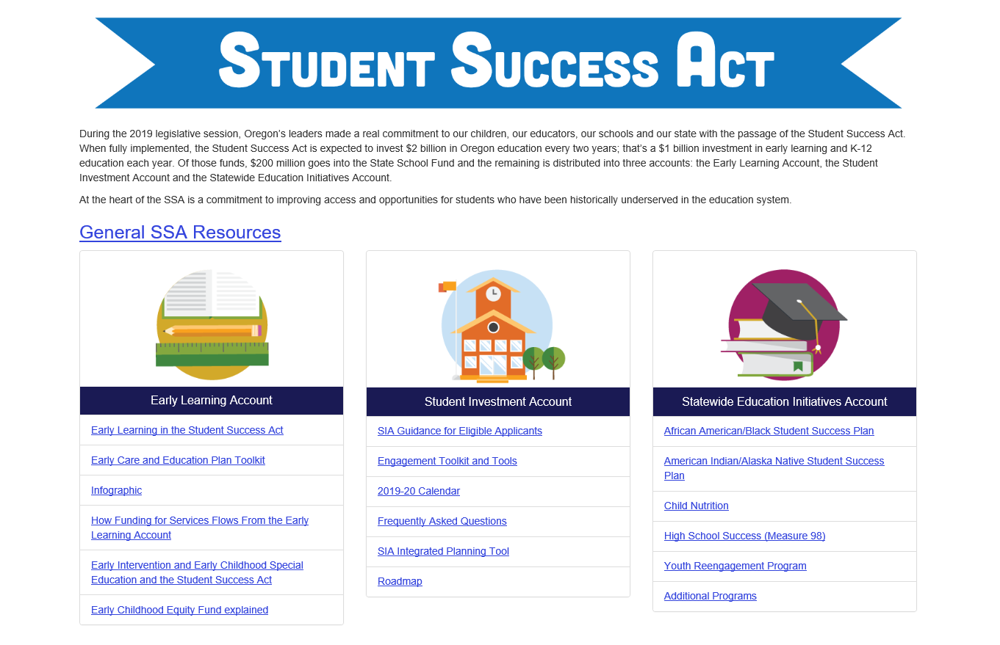 Student Success Act
During the 2019 legislative session, Oregon's leaders made a real commitment to our children, our educators, our schools and our state with the passage of the Student Success Act.
When fully implemented, the Student Success Act is expected to invest $2 billion in Oregon education every two years; that's a $1 billion investment in early learning and K-12
education each year. Of those funds, $200 million goes into the State School Fund and the remaining is distributed into three accounts: the Early Learning Account, the Student
Investment Account and the Statewide Education Initiatives Account.
At the heart of the SSA is a commitment to improving access and opportunities for students who have been historically underserved in the education system.
General SSA Resources
Early Learning Account
Early Learning in the Student Success Act
Early Care and Education Plan Toolkit
Infographic
How Funding for Services Flows From the Early
Learning Account
Early Intervention and Early Childhood Special
Education and the Student Success Act
Early Childhood Equity Fund explained
Student Investment Account
SIA Guidance for Eligible Applicants
Engagement Toolkit and Tools
2019-20 Calendar
Frequently Asked Questions
SIA Integrated Planning Tool
Roadmap
Statewide Education Initiatives Account
African American/Black Student Success Plan
American Indian/Alaska Native Student Success
Plan
Child Nutrition
High School Success (Measure 98)
Youth Reengagement Program
Additional Programs